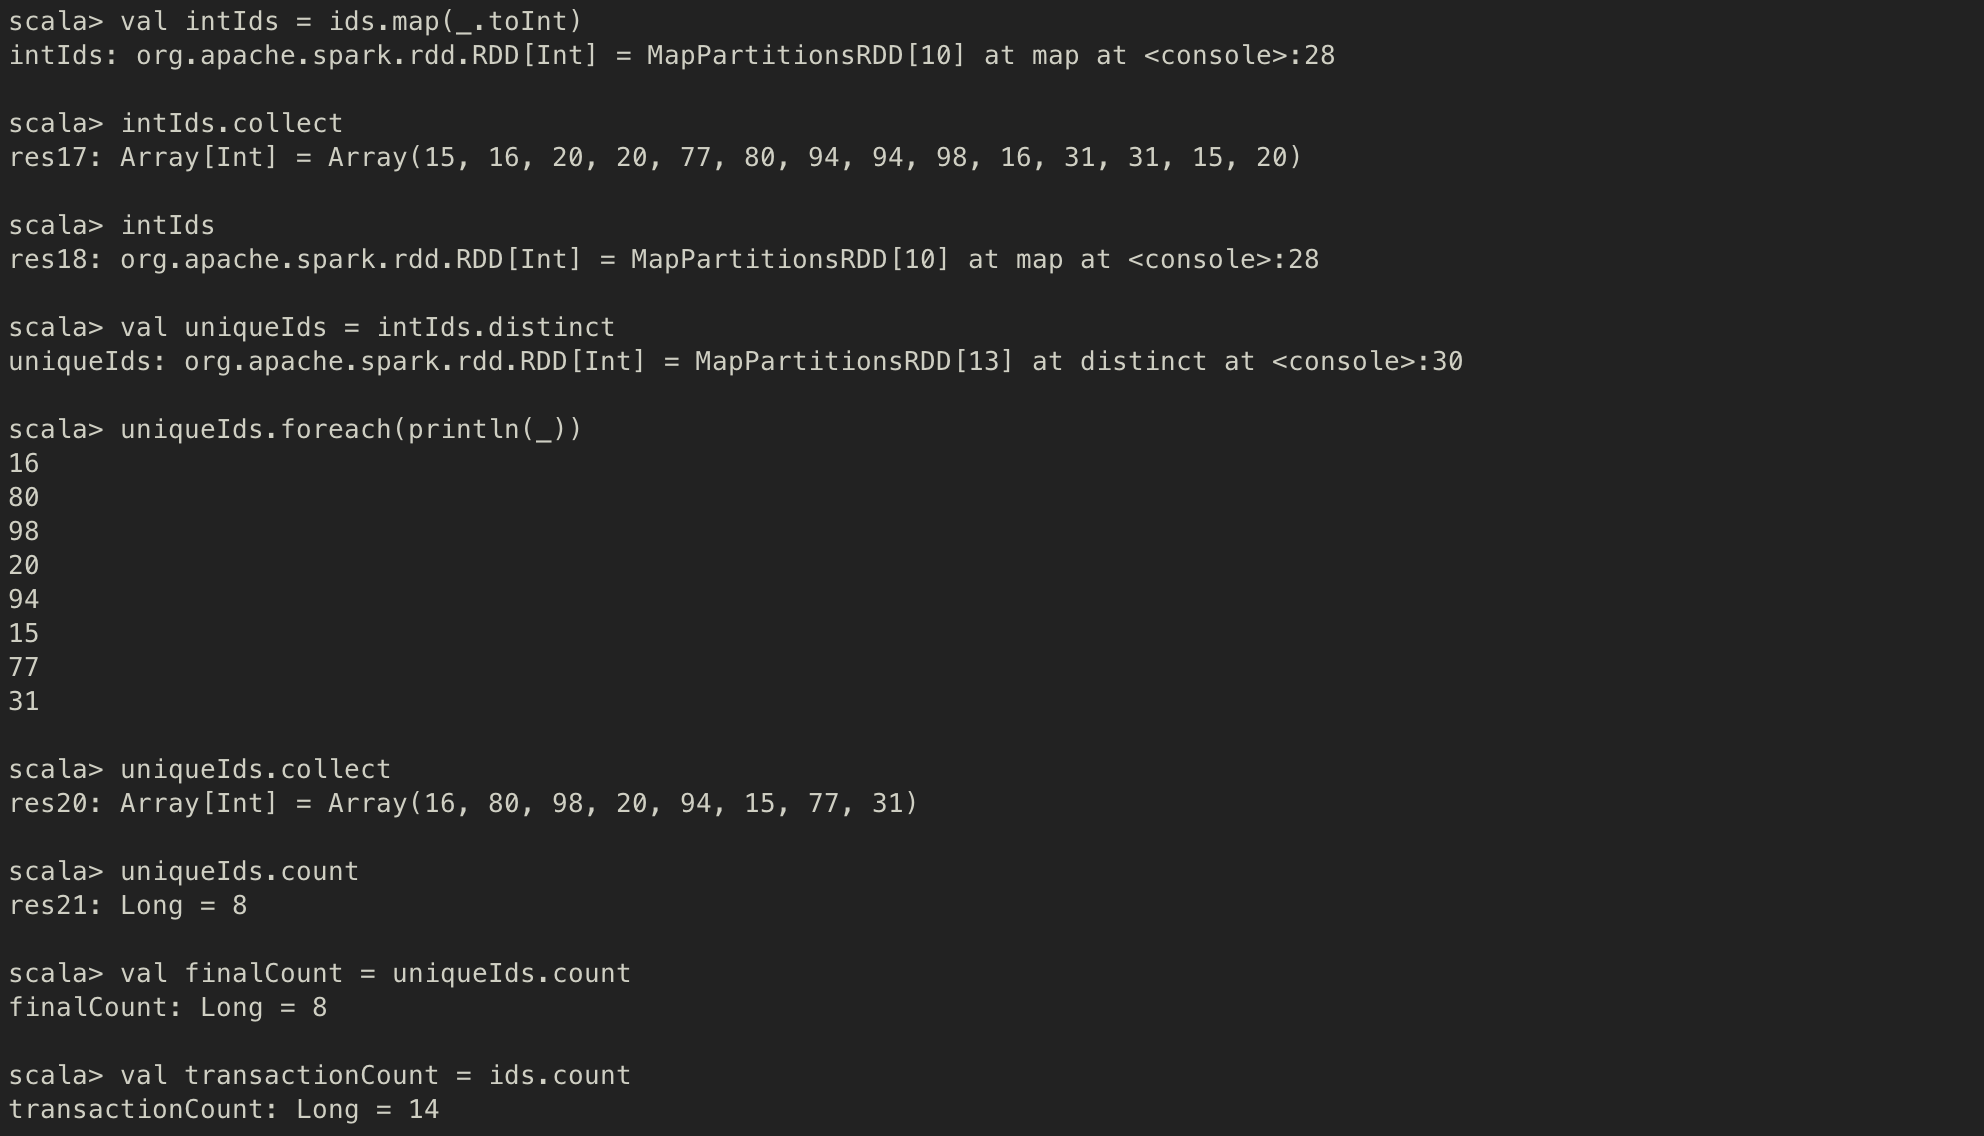 scala> val intIds = ids.map(_.toInt)
intIds: org.apache.spark.rdd.RDD[Int] = MapPartitionsRDD[10] at map at <console>:28
scala> intIds.collect
res17: Array[Int] = Array(15, 16, 20, 20, 77, 80, 94, 94, 98, 16, 31, 31, 15, 20)
scala> intIds
res18: org.apache.spark.rdd.RDD[Int] = MapPartitionsRDD[10] at map at <console>:28
scala> val uniqueIds = intIds.distinct
uniqueIds: org.apache.spark.rdd.RDD[Int] = MapPartitionsRDD[13] at distinct at <console>:30
scala> uniqueIds.foreach(println(_))
16
80
98
20
94
15
77
31
scala> uniqueIds.collect
res20: Array[Int] = Array(16, 80, 98, 20, 94, 15, 77, 31)
scala> uniqueIds.count
res21: Long = 8
scala> val finalCount = uniqueIds.count
finalCount: Long = 8
scala> val transactionCount = ids.count
transactionCount: Long = 14